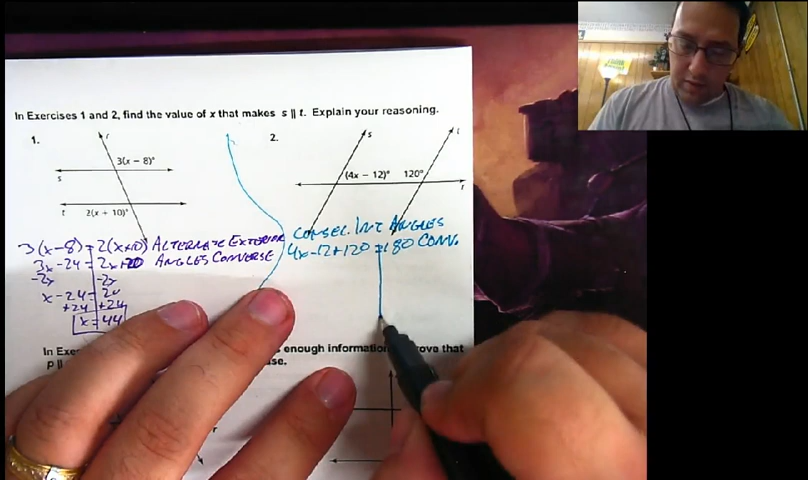 In Exercises 1 and 2, find the value of x that makes s ∥ t. Explain your reasoning.
1.
r
3(x − 8)°
s
t
2(x + 10)°
3(x-8) = 2(x+10) ALTERNATE EXTERIOR
3x-24 = 2x+20 ANGLES CONVERSE
-2x -2x
x-24 = 20
+24 +24
x = 44
2.
s
t
(4x − 12)°
120°
r
CONSEC. INT ANGLES
4x-12+120 = 180 CONV.
In Exe
enough information
ove that
p ∥
se.